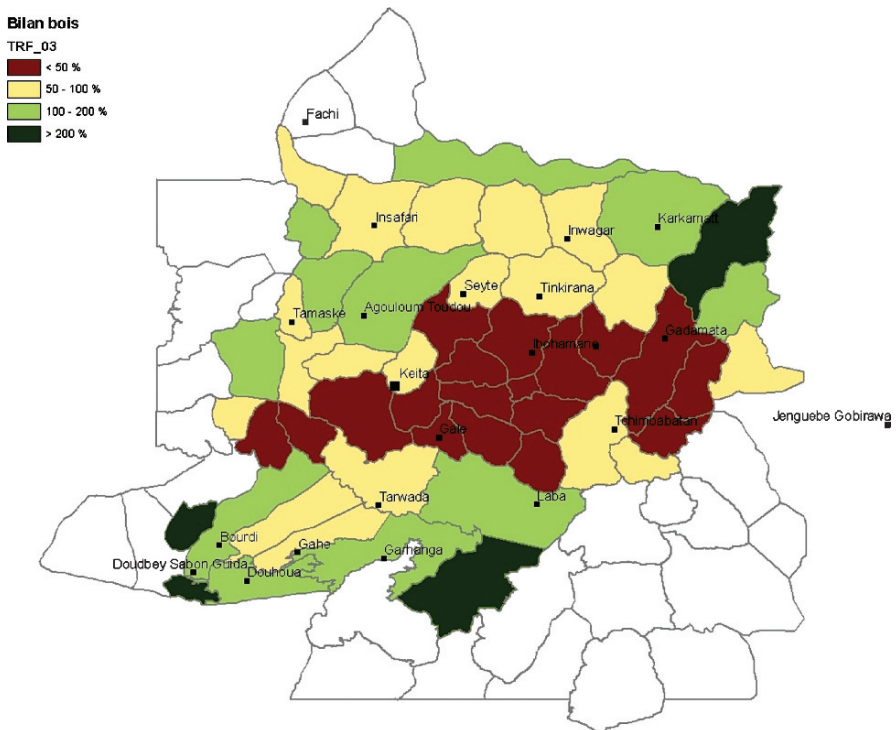 Bilan bois
TRF_03
< 50 %
50 - 100 %
100 - 200 %
> 200 %
Fachi
Insafari
Inwagar
Karkamatt
Seyte
Tinkirana
Tamaske
Agouloum Toudou
Ibohamane
Gadamata
Keita
Tchimbabatan
Jenguebe Gobirawa
Gale
Tarwada
Laba
Bourdi
Gahe
Garhanga
Doudbey Sabon Guida
Douhoua